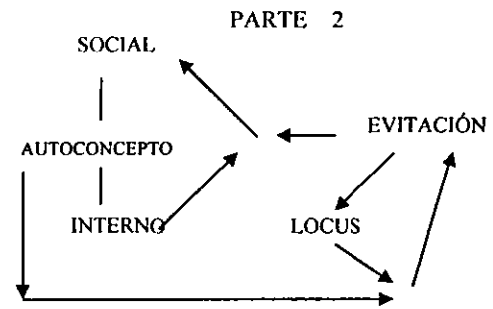 PARTE 2
SOCIAL
EVITACIÓN
AUTOCONCEPTO
INTERNO
LOCUS